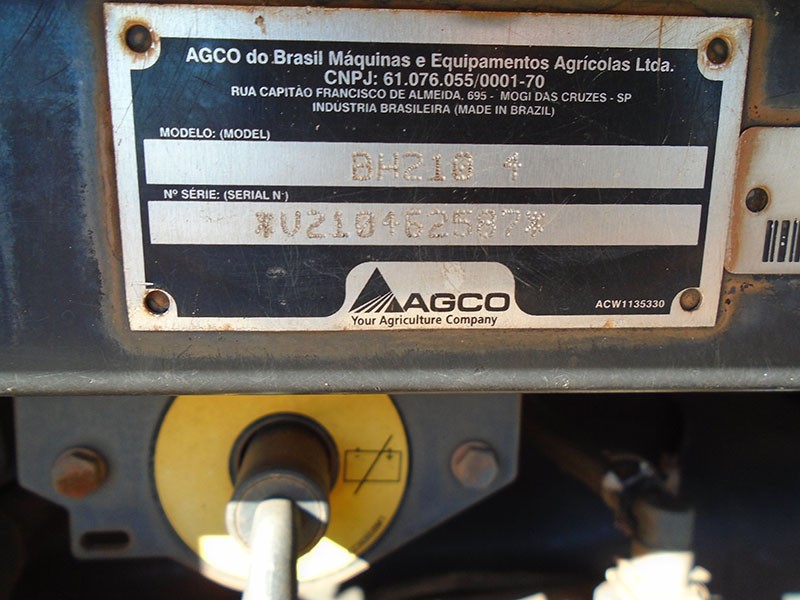 AGCO do Brasil Máquinas e Equipamentos Agrícolas Ltda.
CNPJ: 61.076.055/0001-70
RUA CAPITÃO FRANCISCO DE ALMEIDA, 695 - MOGI DAS CRUZES - SP
INDÚSTRIA BRASILEIRA (MADE IN BRAZIL)
MODELO: (MODEL)
BH210 4
Nº SÉRIE: (SERIAL Nº)
*V210462587*
AGCO
Your Agriculture Company
ACW1135330